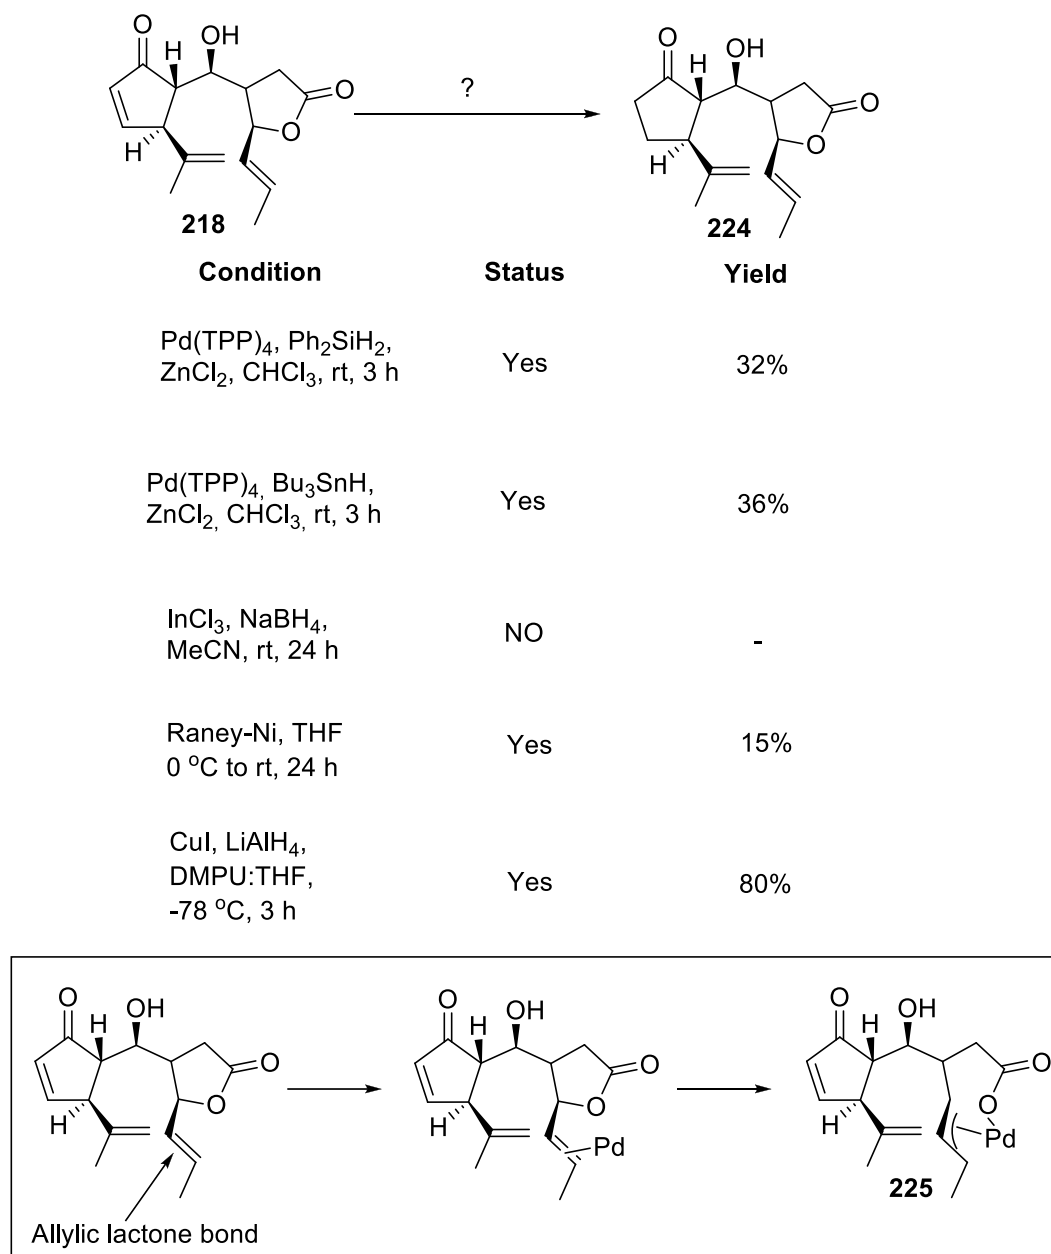 O
H
OH
O
O
H
218
?
O
H
OH
O
O
H
224
Condition Status Yield
Pd(TPP)4, Ph2SiH2,
ZnCl2, CHCl3, rt, 3 h
Yes 32%
Pd(TPP)4, Bu3SnH,
ZnCl2, CHCl3, rt, 3 h
Yes 36%
InCl3, NaBH4,
MeCN, rt, 24 h
NO -
Raney-Ni, THF
0 °C to rt, 24 h
Yes 15%
CuI, LiAlH4,
DMPU:THF,
-78 °C, 3 h
Yes 80%
O
H
OH
O
O
H
Allylic lactone bond
O
H
OH
O
O
H
Pd
O
H
OH
O
O
Pd
H
225